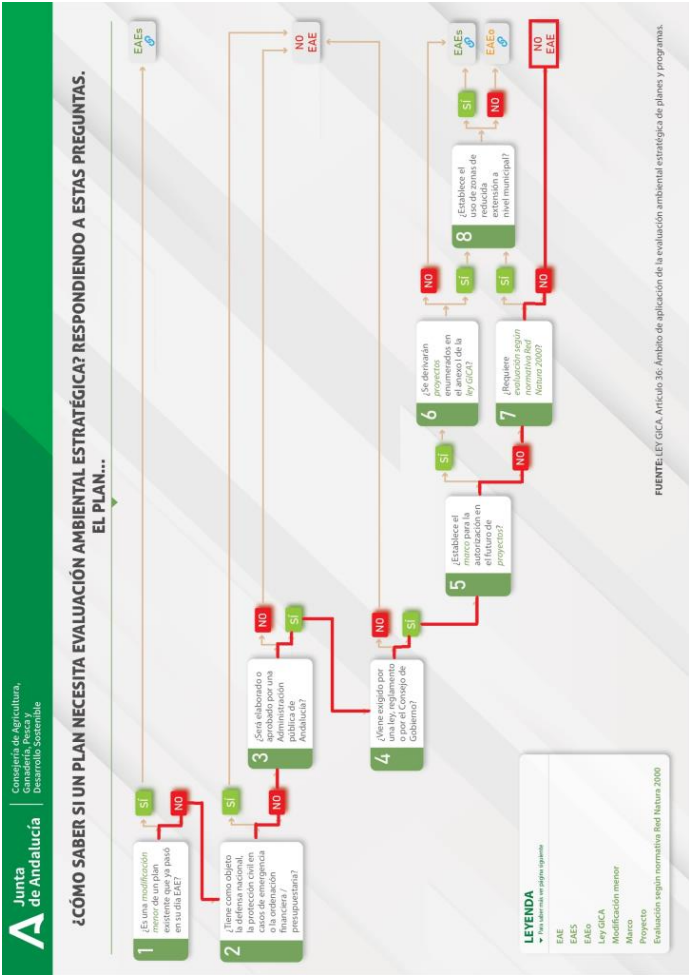 Junta
de Andalucía
Consejería de Agricultura,
Ganadería, Pesca y
Desarrollo Sostenible
¿CÓMO SABER SI UN PLAN NECESITA EVALUACIÓN AMBIENTAL ESTRATÉGICA? RESPONDIENDO A ESTAS PREGUNTAS.
EL PLAN...
1
¿Es una modificación
menor de un plan
existente que ya pasó
en su día EAE?
SÍ
NO
EAEs
2
¿Tiene como objeto
la defensa nacional,
la protección civil en
casos de emergencia
o la ordenación
financiera /
presupuestaria?
SÍ
NO
3
¿Será elaborado o
aprobado por una
Administración
pública de
Andalucía?
NO
SÍ
NO
EAE
4
¿Viene exigido por
una ley, reglamento
o por el Consejo de
Gobierno?
NO
SÍ
5
¿Establece el
marco para la
autorización en
el futuro de
proyectos?
SÍ
NO
6
¿Se derivarán
proyectos
enumerados en
el anexo I de la
ley GICA?
NO
SÍ
7
¿Requiere
evaluación según
normativa Red
Natura 2000?
SÍ
NO
8
¿Establece el
uso de zonas de
reducida
extensión a
nivel municipal?
SÍ
NO
EAEs
EAEo
NO
EAE
LEYENDA
Para saber más ver página siguiente
EAE
EAES
EAEo
Ley GICA
Modificación menor
Marco
Proyecto
Evaluación según normativa Red Natura 2000
FUENTE: LEY GICA. Artículo 36: Ámbito de aplicación de la evaluación ambiental estratégica de planes y programas.